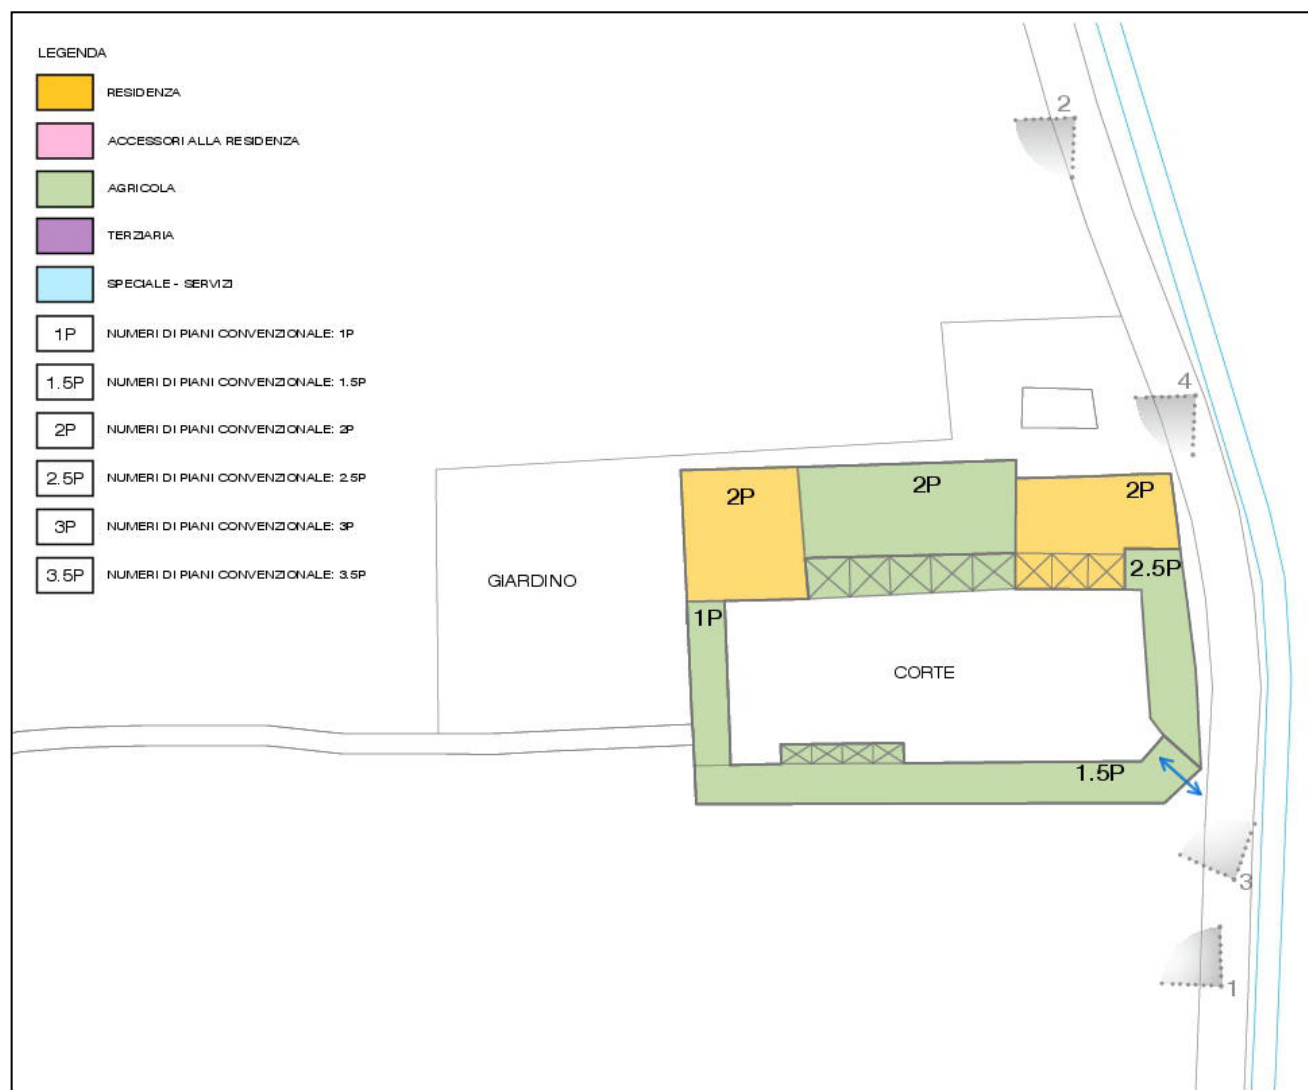 LEGENDA
RESIDENZA
ACCESSORI ALLA RESIDENZA
AGRICOLA
TERZIARIA
SPECIALE - SERVIZI
1P NUMERI DI PIANI CONVENZIONALE: 1P
1.5P NUMERI DI PIANI CONVENZIONALE: 1.5P
2P NUMERI DI PIANI CONVENZIONALE: 2P
2.5P NUMERI DI PIANI CONVENZIONALE: 2.5P
3P NUMERI DI PIANI CONVENZIONALE: 3P
3.5P NUMERI DI PIANI CONVENZIONALE: 3.5P
2
4
2P
2P
2P
2.5P
GIARDINO
1P
CORTE
1.5P
3
1